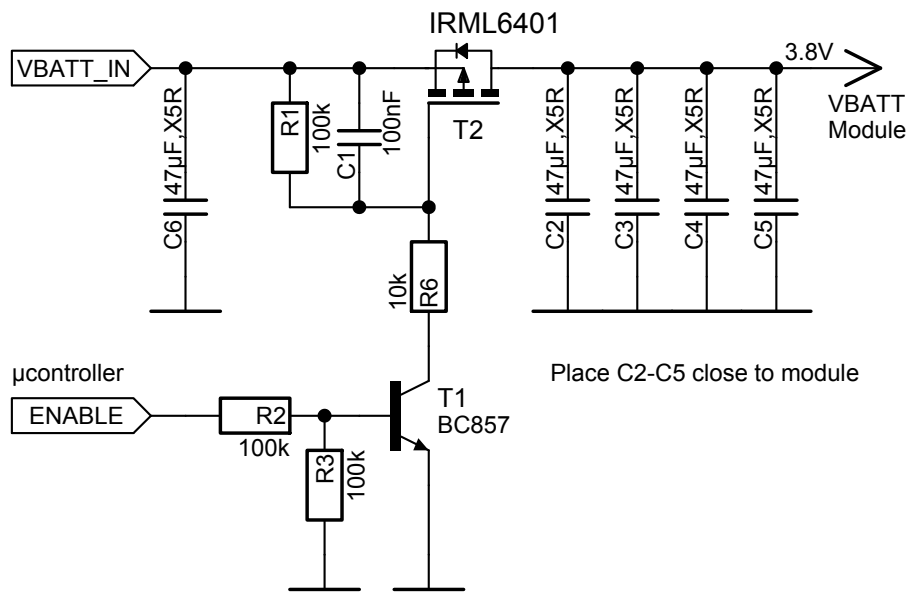 IRML6401
VBATT_IN
3.8V
VBATT
Module
T2
R1
100k
C1
100nF
C6
47µF,X5R
C2
47µF,X5R
C3
47µF,X5R
C4
47µF,X5R
C5
47µF,X5R
10k
R6
Place C2-C5 close to module
µcontroller
ENABLE
R2
100k
R3
100k
T1
BC857